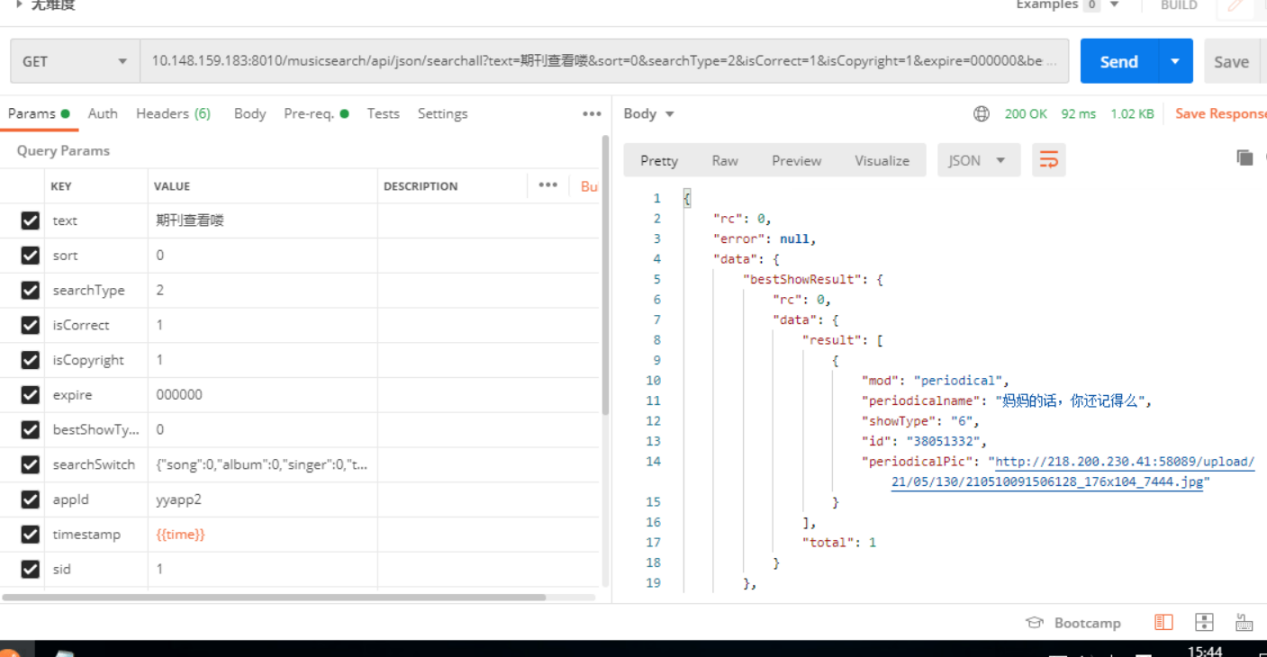 无维度
Examples 0
BUILD
GET
10.148.159.183:8010/musicsearch/api/json/searchall?text=期刊查看喽&sort=0&searchType=2&isCorrect=1&isCopyright=1&expire=000000&be ...
Send
Save
Params
Auth
Headers (6)
Body
Pre-req.
Tests
Settings
Query Params
KEY VALUE DESCRIPTION Bu
text 期刊查看喽
sort 0
searchType 2
isCorrect 1
isCopyright 1
expire 000000
bestShowTy... 0
searchSwitch {"song":0,"album":0,"singer":0,"t...
appId yyapp2
timestamp {{time}}
sid 1
Body
200 OK 92 ms 1.02 KB Save Response
Pretty Raw Preview Visualize JSON
1 {
2 "rc": 0,
3 "error": null,
4 "data": {
5 "bestShowResult": {
6 "rc": 0,
7 "data": {
8 "result": [
9 {
10 "mod": "periodical",
11 "periodicalname": "妈妈的话，你还记得么",
12 "showType": "6",
13 "id": "38051332",
14 "periodicalPic": "http://218.200.230.41:58089/upload/
21/05/130/210510091506128_176x104_7444.jpg"
15 }
16 ],
17 "total": 1
18 }
19 },
Bootcamp
15:44